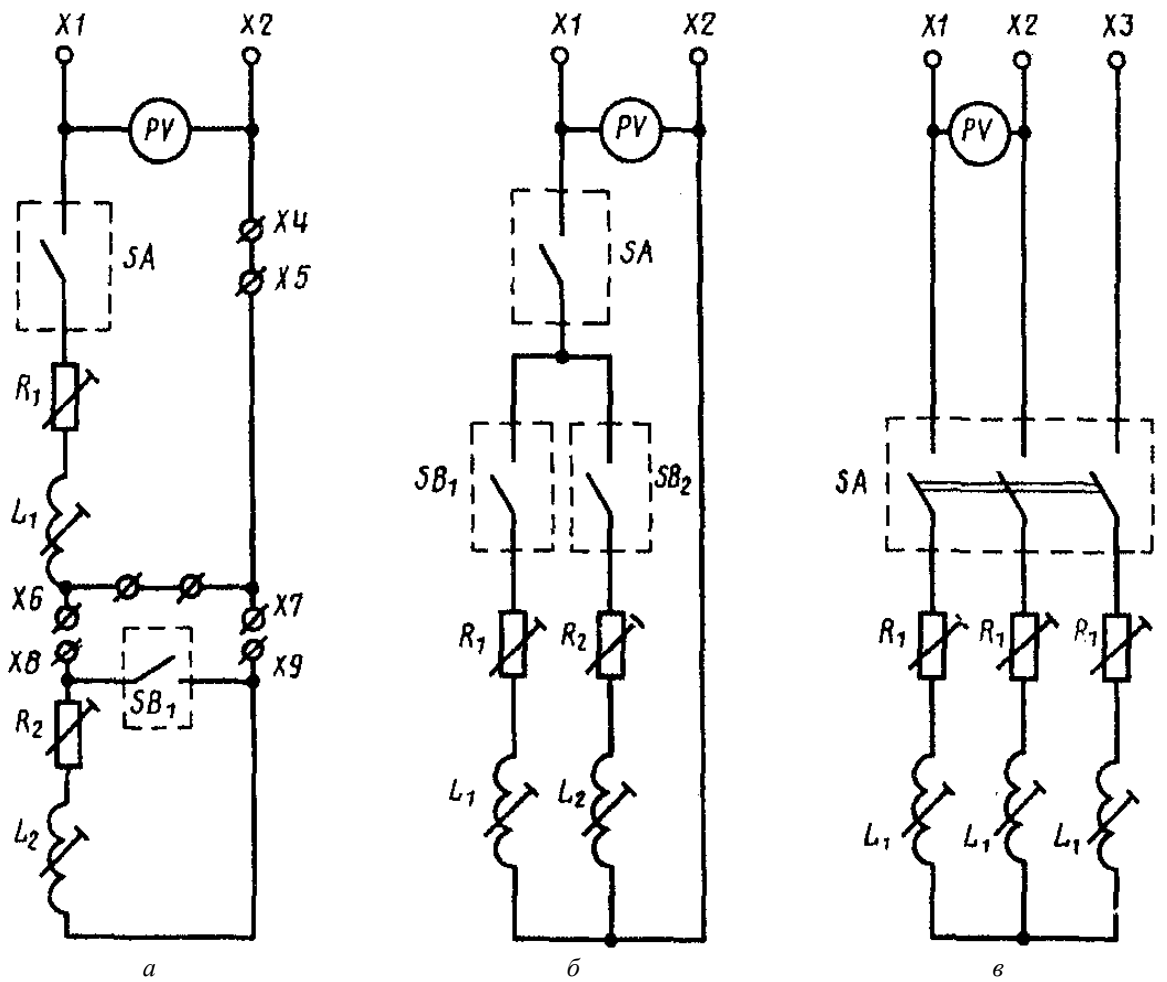 X1 X2
PV
X4
SA
X5
R1
L1
X6
X7
X8
X9
SB1
R2
L2
а
X1 X2
PV
SA
SB1
SB2
R1
R2
L1
L2
б
X1 X2 X3
PV
SA
R1 R1 R1
L1 L1 L1
в